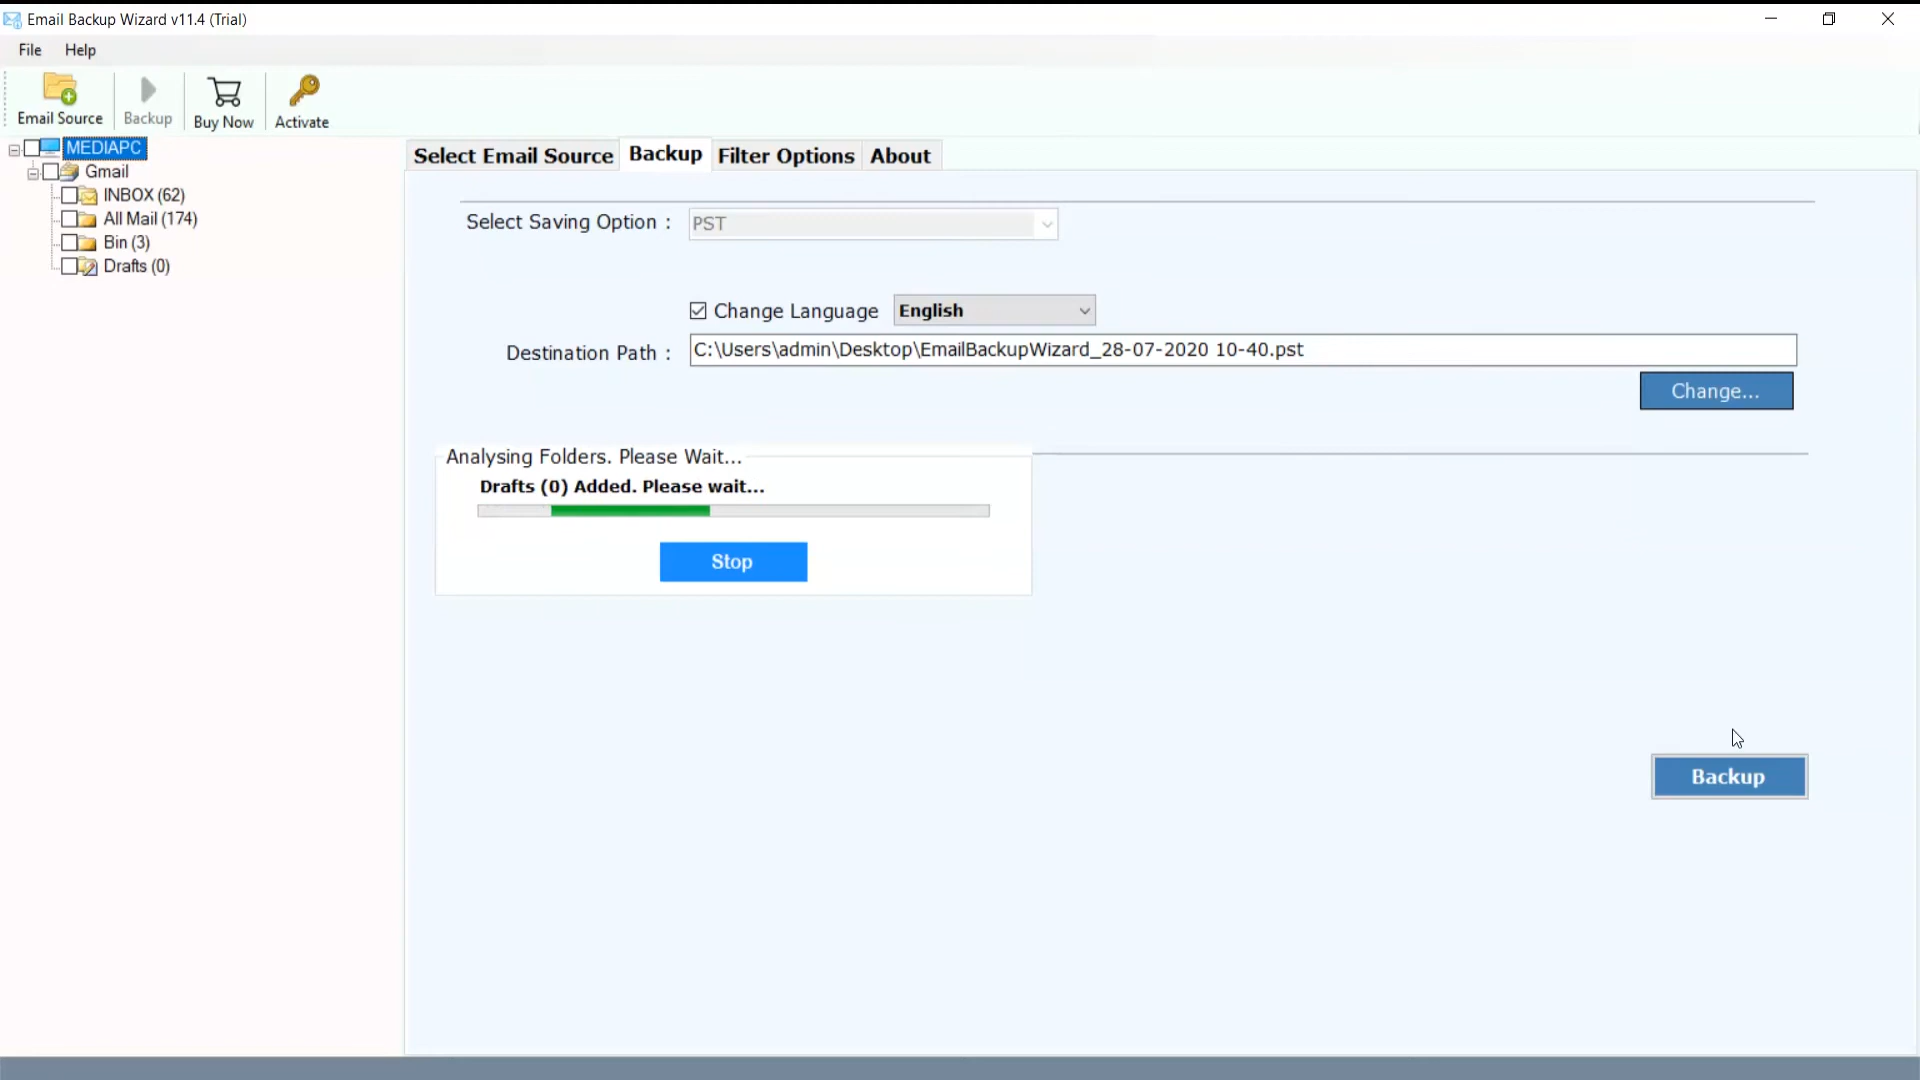 Email Backup Wizard v11.4 (Trial)
File Help
Email Source Backup Buy Now Activate
MEDIAPC
Gmail
INBOX (62)
All Mail (174)
Bin (3)
Drafts (0)
Select Email Source Backup Filter Options About
Select Saving Option : PST
Change Language English
Destination Path : C:\Users\admin\Desktop\EmailBackupWizard_28-07-2020 10-40.pst
Change...
Analysing Folders. Please Wait...
Drafts (0) Added. Please wait...
Stop
Backup